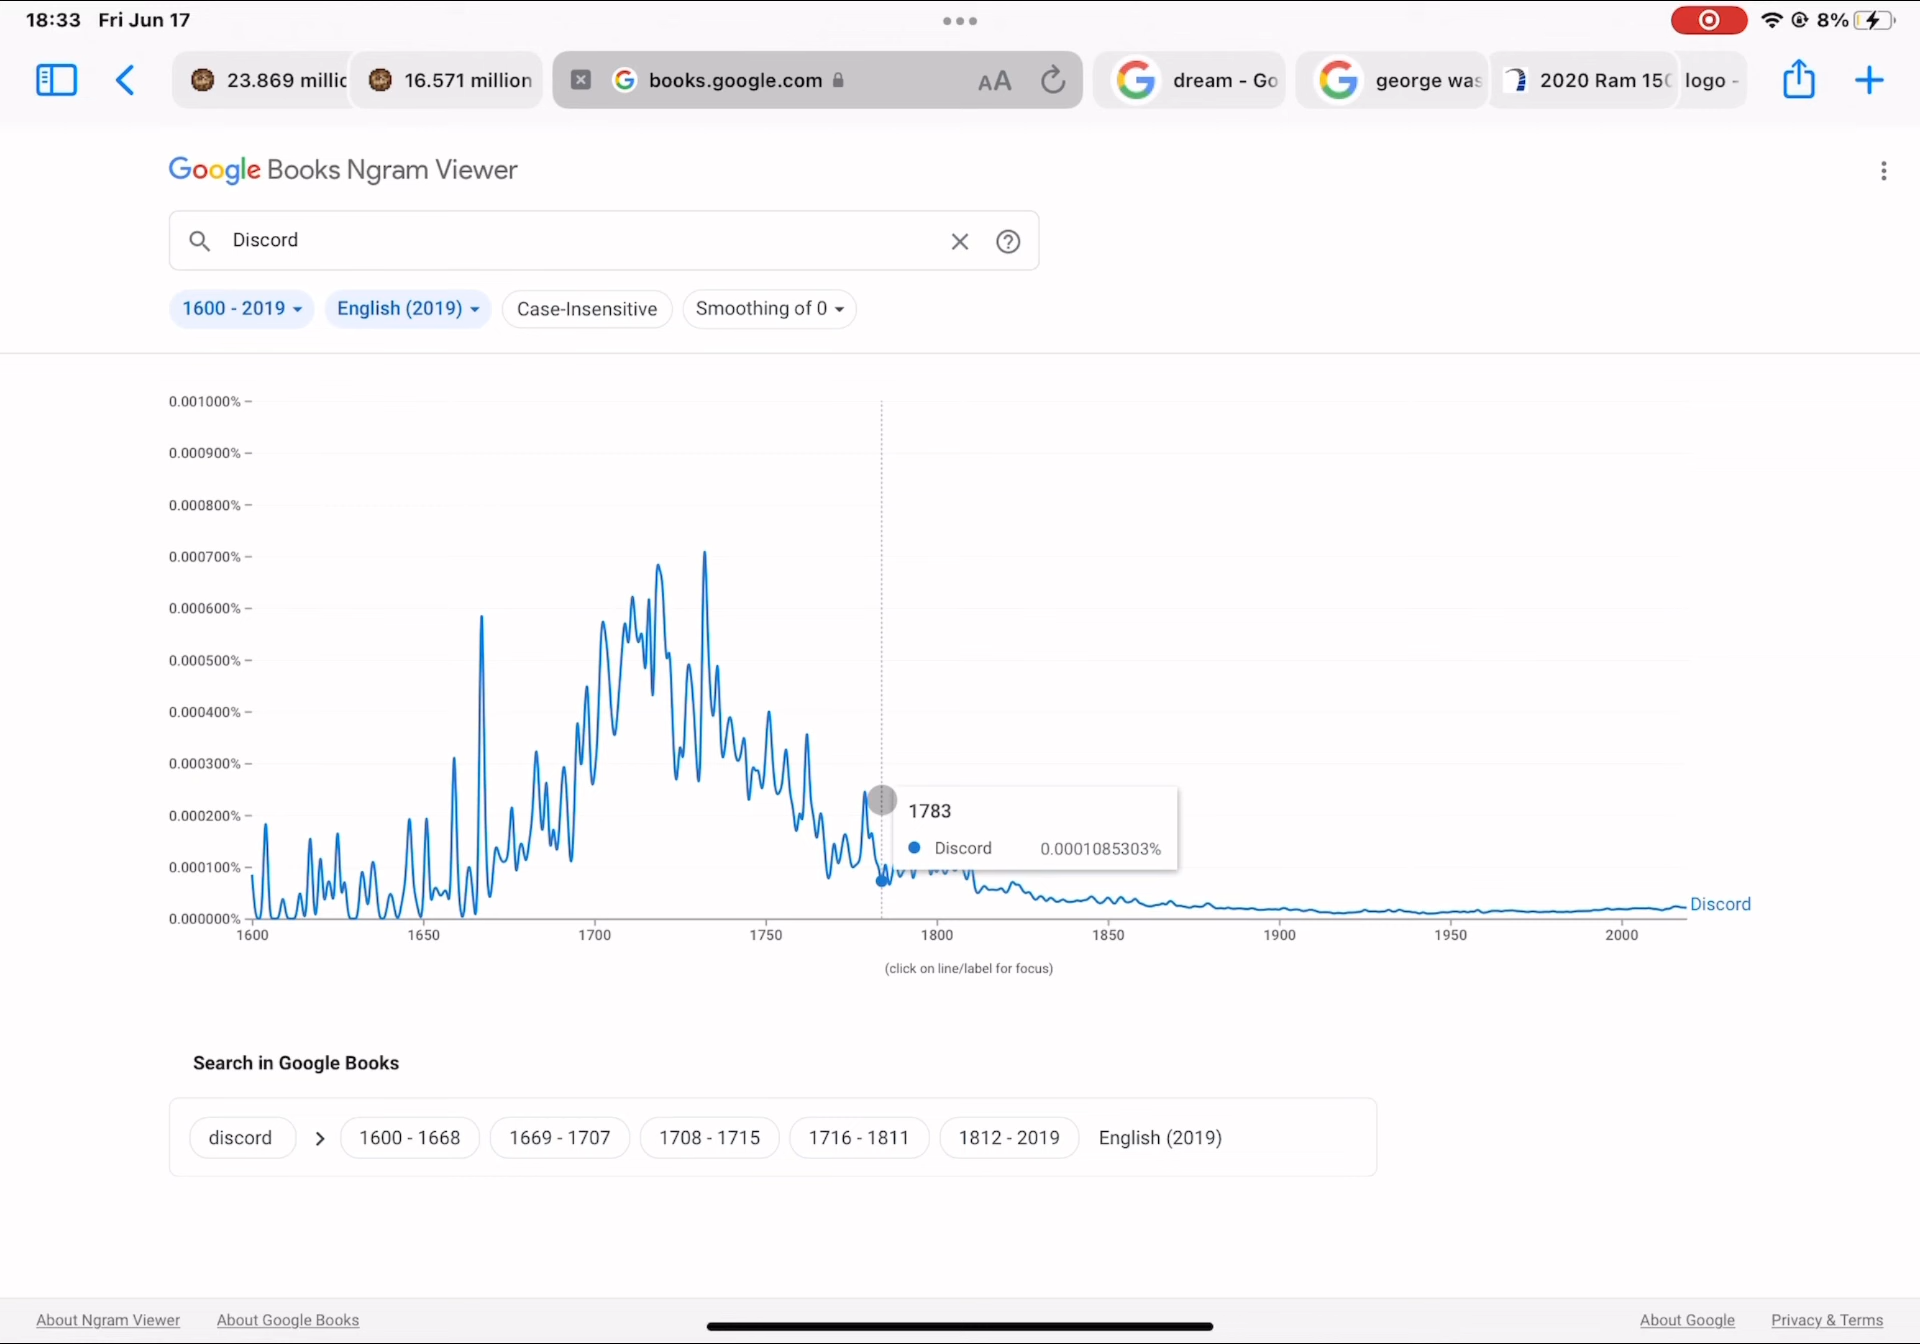 18:33 Fri Jun 17
8%
23.869 millic
16.571 million
books.google.com
AA
dream - Go
george was
2020 Ram 150
logo -
Google Books Ngram Viewer
Discord
1600 - 2019
English (2019)
Case-Insensitive
Smoothing of 0
0.001000%
0.000900%
0.000800%
0.000700%
0.000600%
0.000500%
0.000400%
0.000300%
0.000200%
0.000100%
0.000000%
1783
Discord 0.0001085303%
Discord
1600 1650 1700 1750 1800 1850 1900 1950 2000
(click on line/label for focus)
Search in Google Books
discord 1600 - 1668 1669 - 1707 1708 - 1715 1716 - 1811 1812 - 2019 English (2019)
About Ngram Viewer About Google Books About Google Privacy & Terms